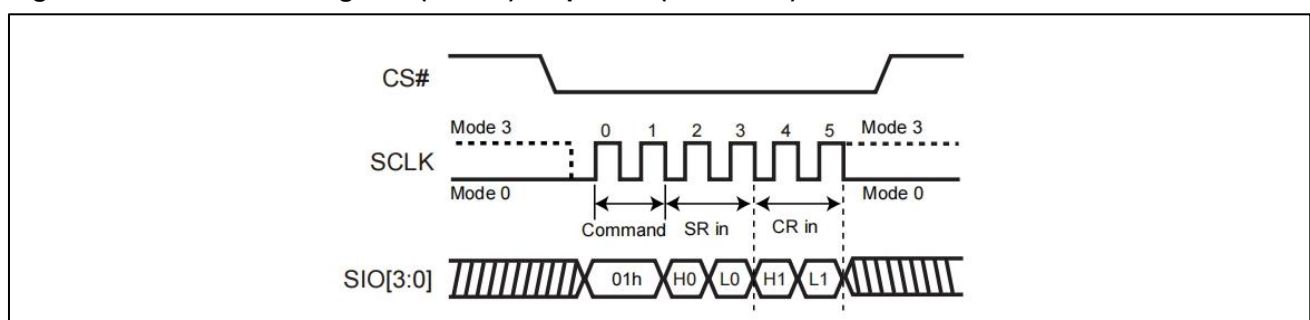 CS#
Mode 3 0 1 2 3 4 5 Mode 3
SCLK
Mode 0 Mode 0
Command SR in CR in
SIO[3:0] 01h H0 L0 H1 L1